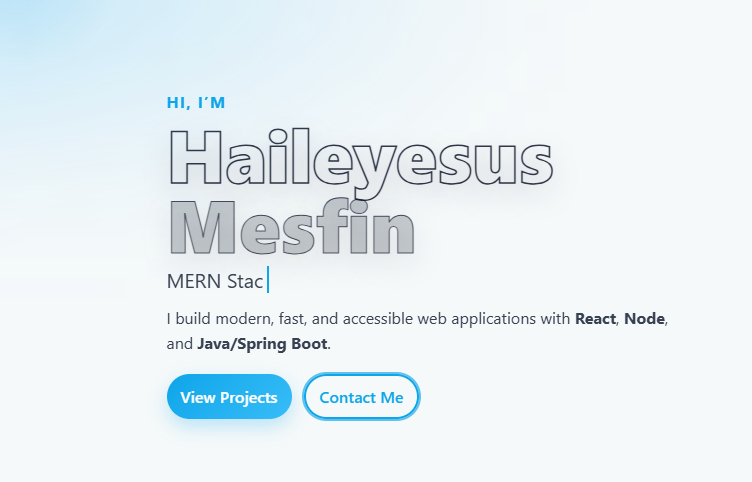 HI, I’M
Haileyesus
Mesfin
MERN Stac
I build modern, fast, and accessible web applications with React, Node,
and Java/Spring Boot.
View Projects
Contact Me